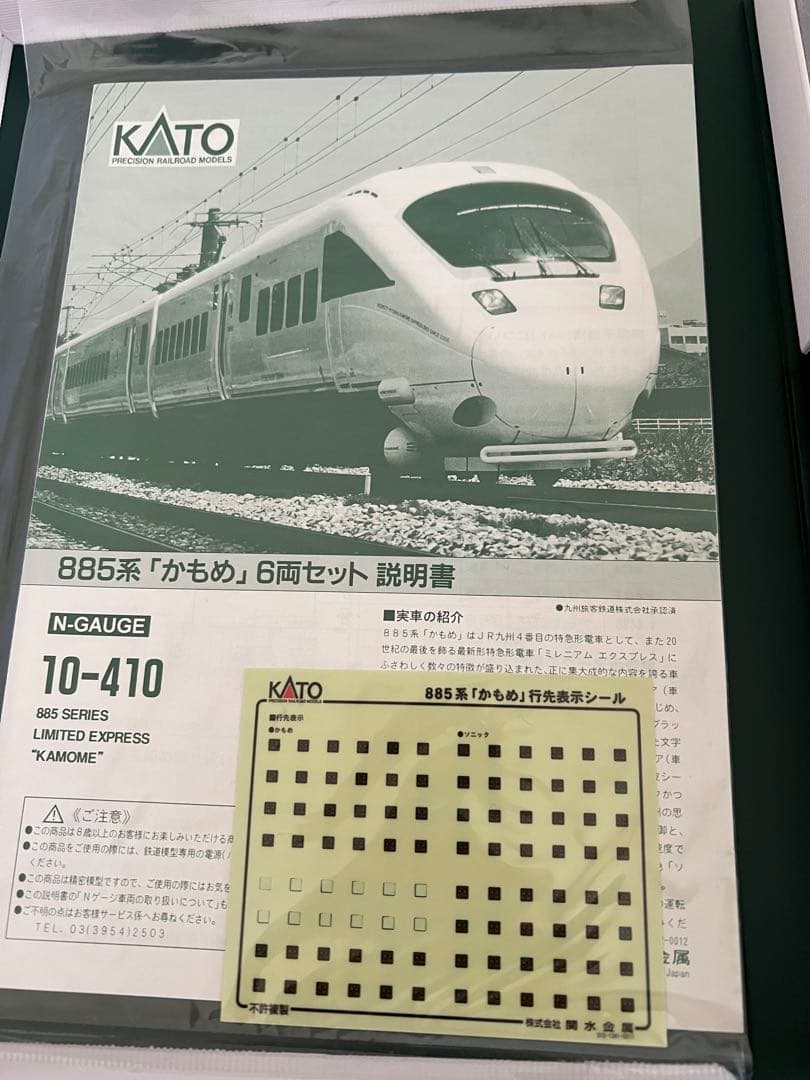 KATO
PRECISION RAILROAD MODELS
885系「かもめ」6両セット 説明書
N-GAUGE
10-410
885 SERIES
LIMITED EXPRESS
"KAMOME"
●九州旅客鉄道株式会社承認済
■実車の紹介
885系「かもめ」はJR九州4番目の特急形電車として、また20
世紀の最後を飾る最新形特急形電車「ミレニアム エクスプレス」に
ふさわしく数々の特徴が盛り込まれた、正に集大成的な内容を誇る車
⚠《ご注意》
●この商品は8歳以上のお客様にお楽しみいただける
●この商品をご使用の際には、鉄道模型専用の電源
ください。
●この商品は精密模型ですので、ご使用の際にはお気を
●この説明書の「Nゲージ車両の取り扱いについて」も
●ご不明の点はお客様サービス係へお尋ねください。
TEL. 03(3954)2503
KATO
PRECISION RAILROAD MODELS
885系「かもめ」行先表示シール
■行先表示
●かもめ
●ソニック
不許複製
株式会社 関水金属
Japan